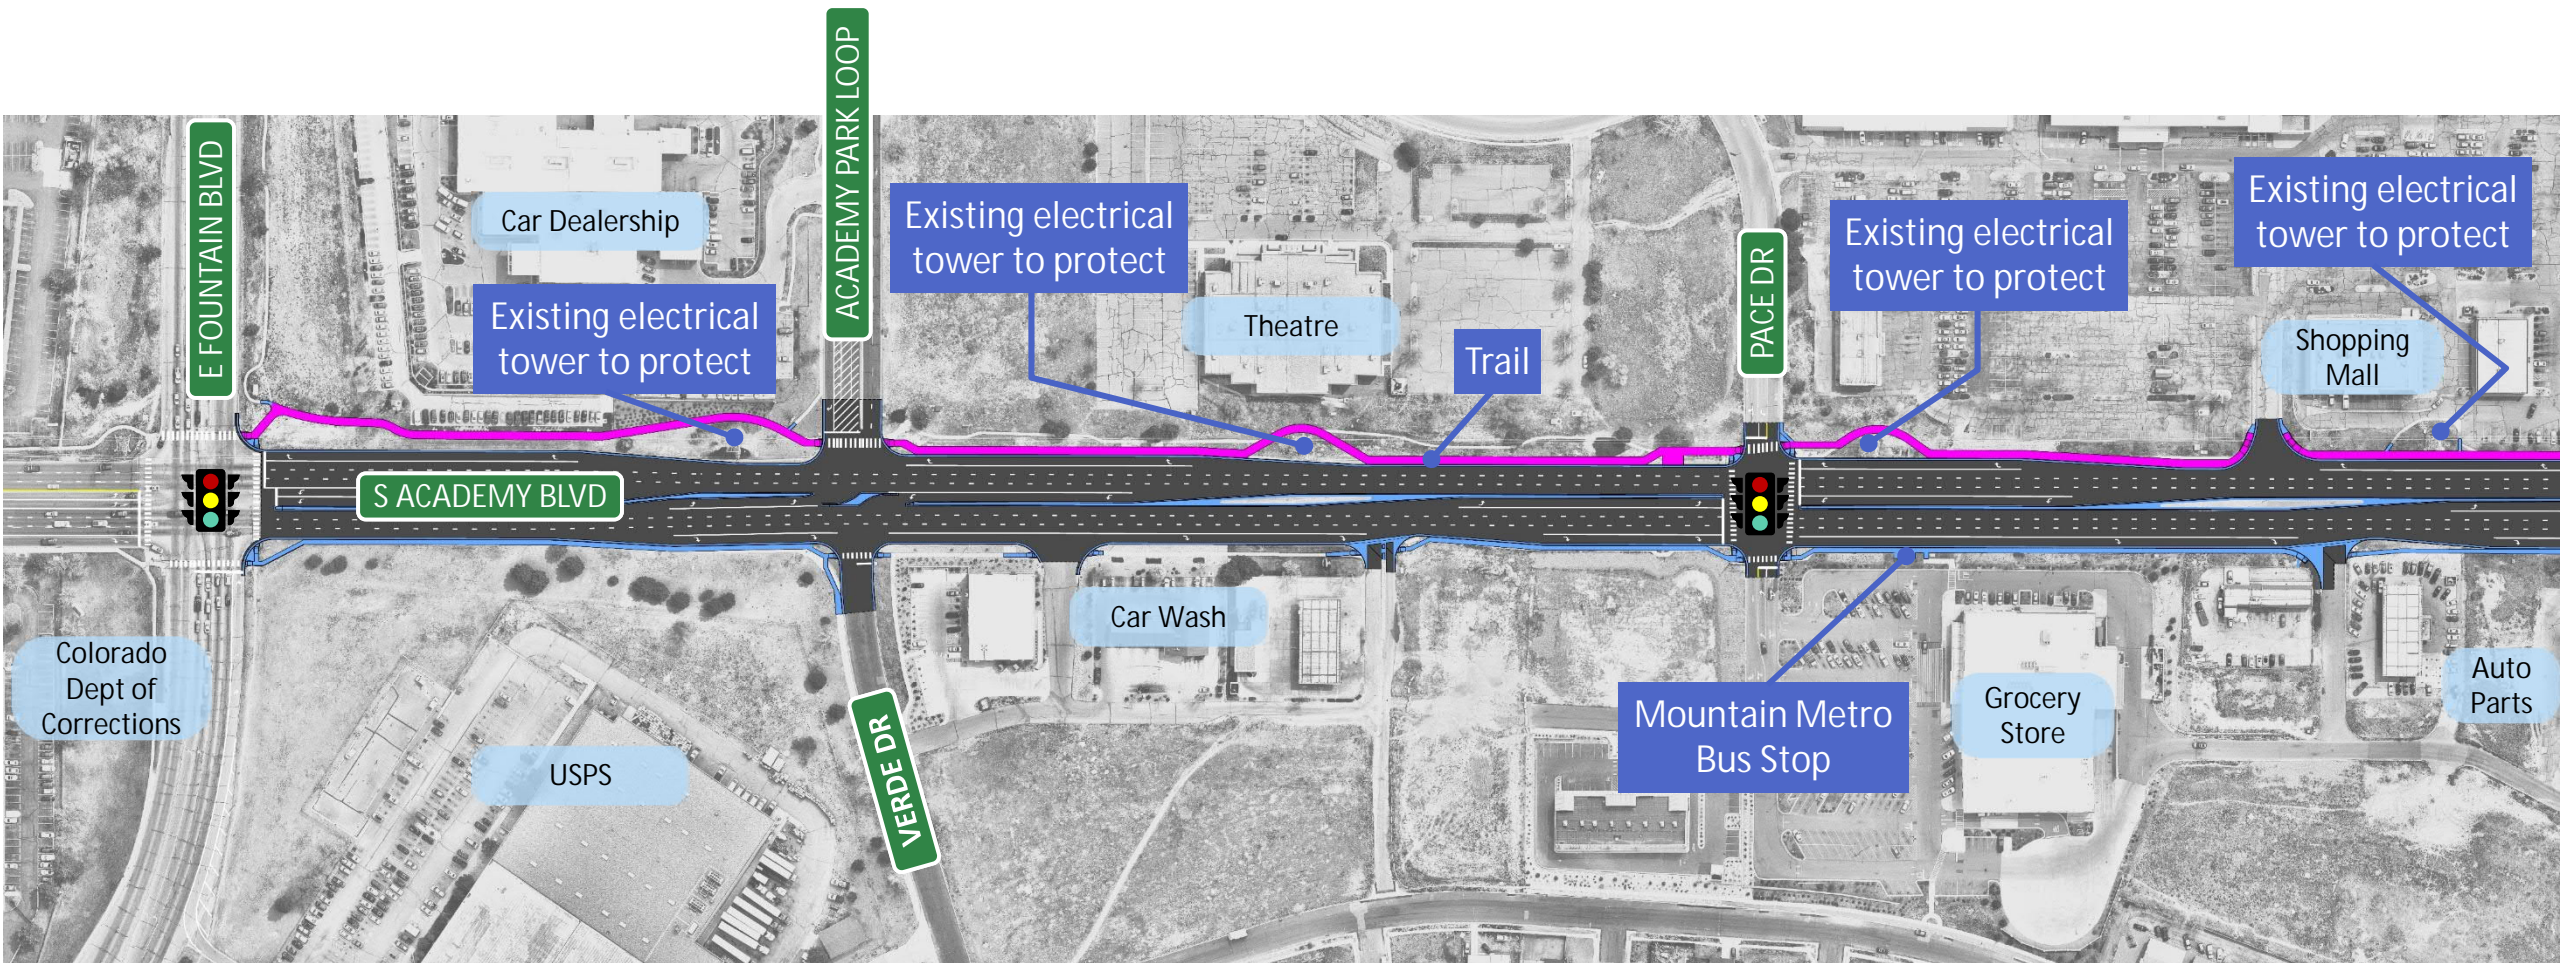 E FOUNTAIN BLVD
ACADEMY PARK LOOP
Car Dealership
Existing electrical
tower to protect
Existing electrical
tower to protect
Theatre
Trail
PACE DR
Existing electrical
tower to protect
Existing electrical
tower to protect
Shopping
Mall
S ACADEMY BLVD
Colorado
Dept of
Corrections
USPS
VERDE DR
Car Wash
Mountain Metro
Bus Stop
Grocery
Store
Auto
Parts